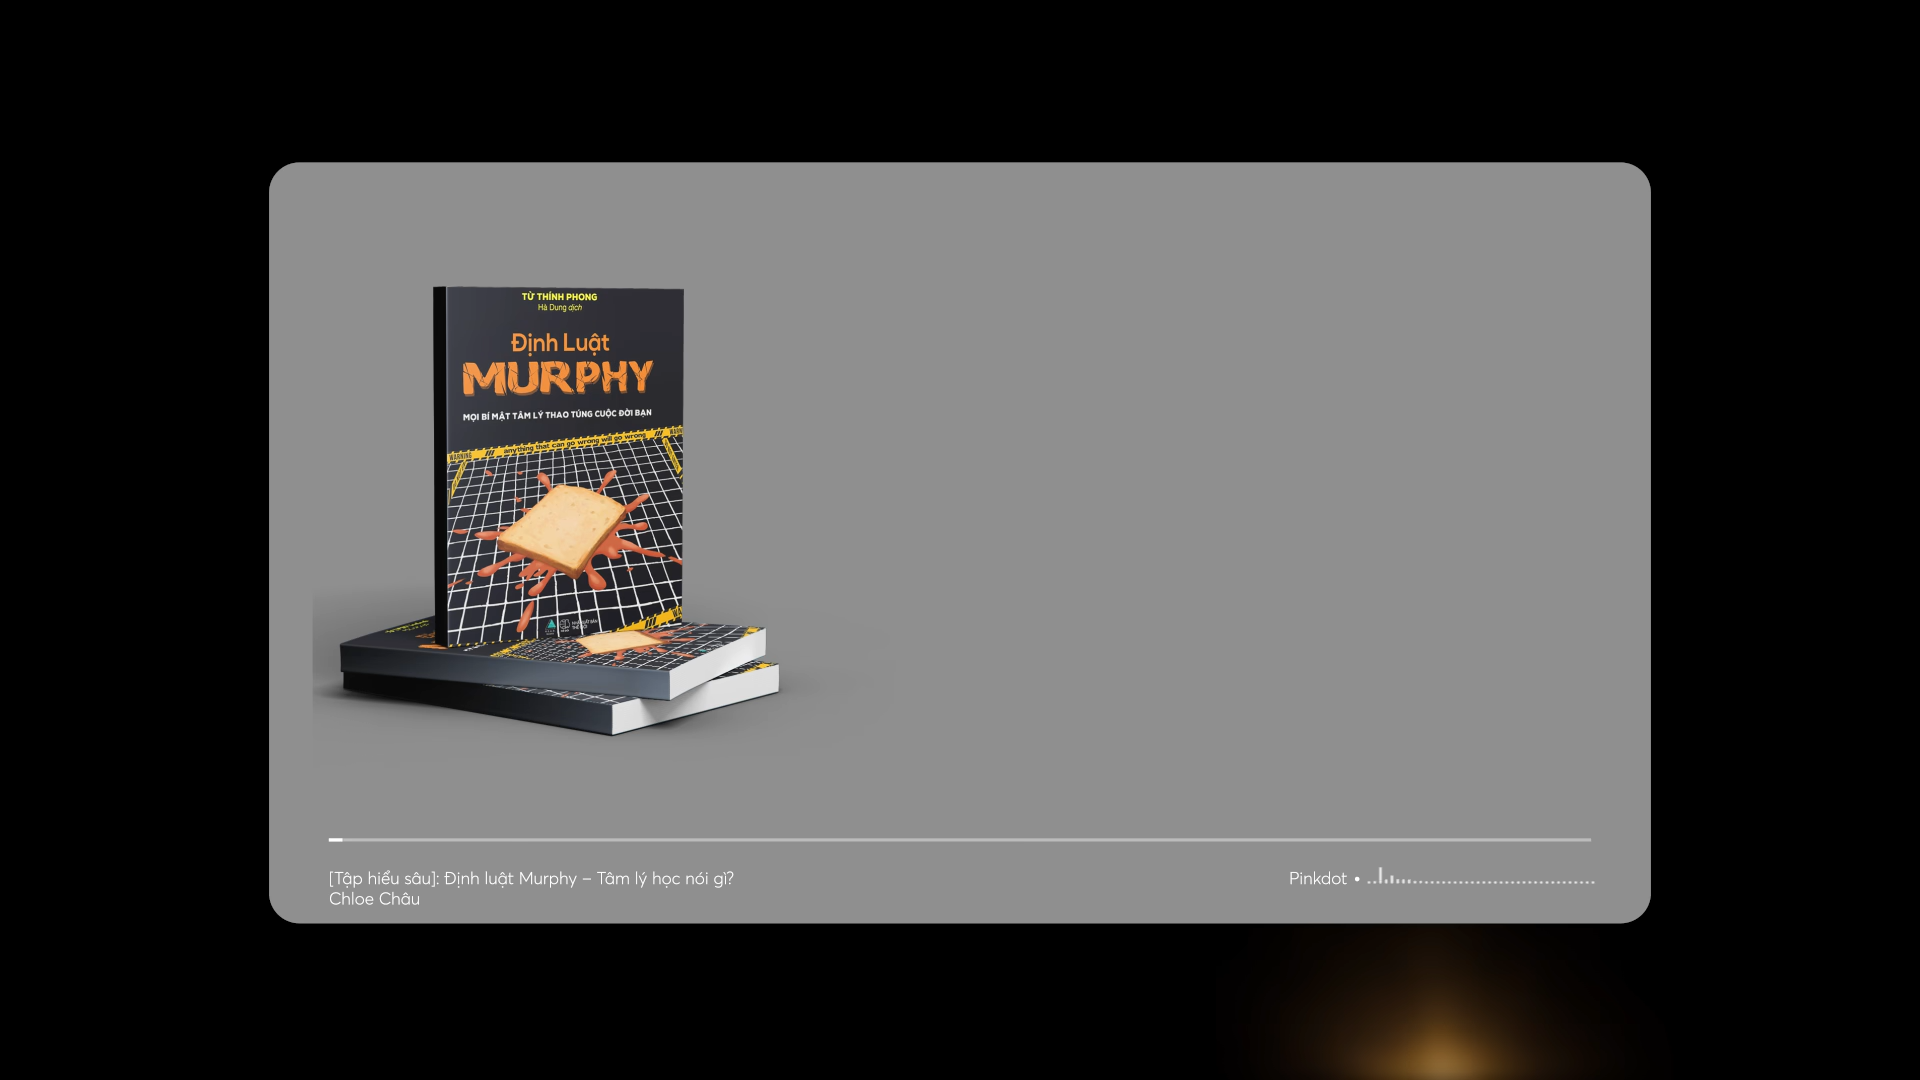 TỪ THÍNH PHONG
Hà Dung dịch
Định Luật
MURPHY
MỌI BÍ MẬT TÂM LÝ THAO TÚNG CUỘC ĐỜI BẠN
WARNING /// anything that can go wrong will go wrong ///
[Tập hiểu sâu]: Định luật Murphy – Tâm lý học nói gì?
Chloe Châu
Pinkdot •